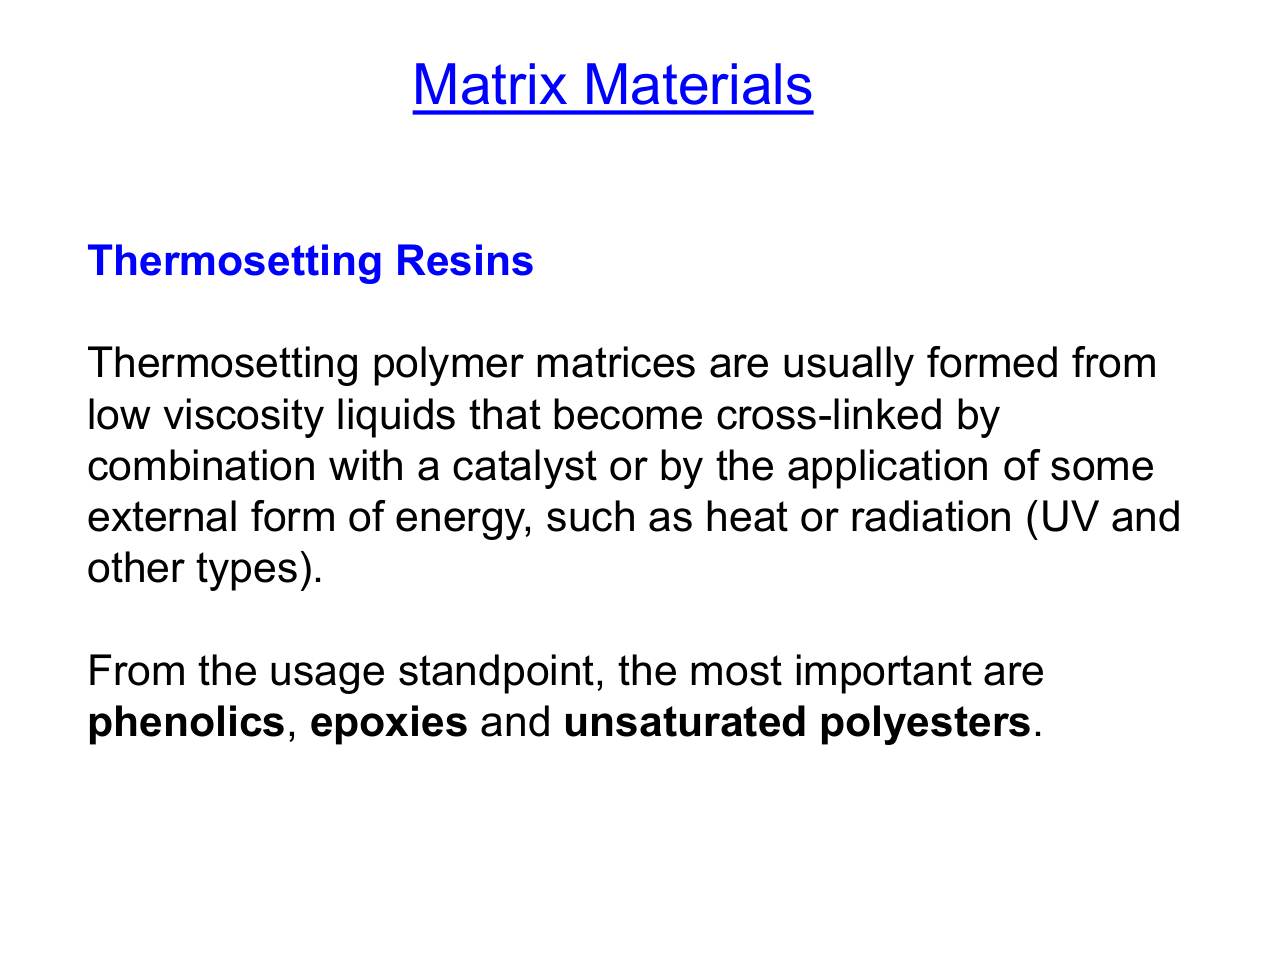 Matrix Materials
Thermosetting Resins
Thermosetting polymer matrices are usually formed from
low viscosity liquids that become cross-linked by
combination with a catalyst or by the application of some
external form of energy, such as heat or radiation (UV and
other types).
From the usage standpoint, the most important are
phenolics, epoxies and unsaturated polyesters.